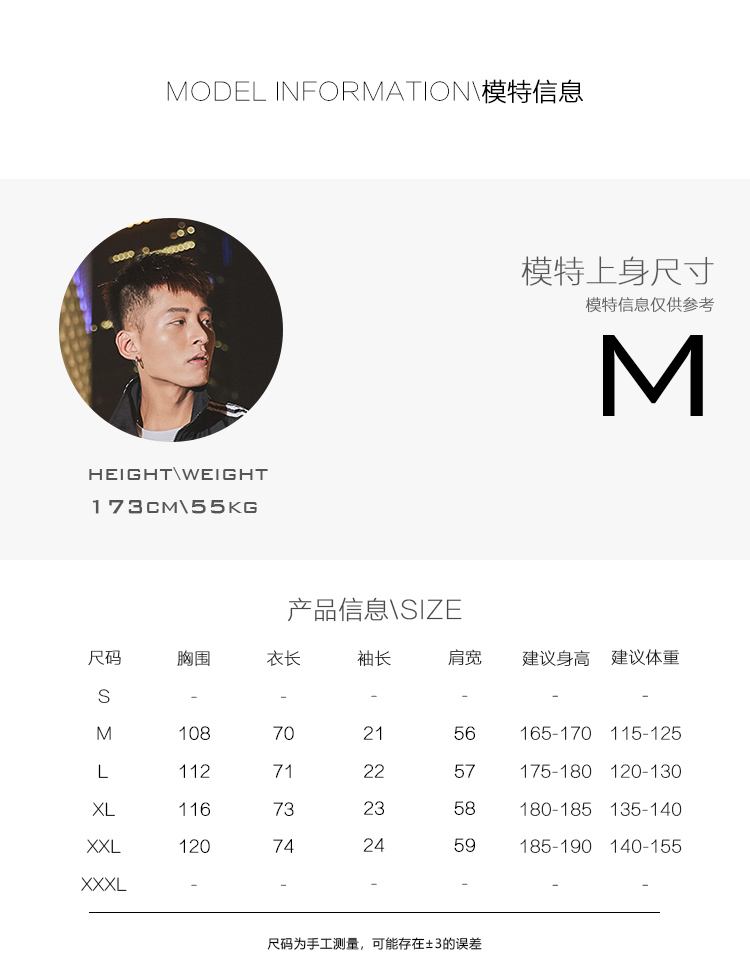 MODEL INFORMATION\模特信息
模特上身尺寸
模特信息仅供参考
M
HEIGHT\WEIGHT
173CM\55KG
产品信息\SIZE
尺码 胸围 衣长 袖长 肩宽 建议身高 建议体重
S - - - - - -
M 108 70 21 56 165-170 115-125
L 112 71 22 57 175-180 120-130
XL 116 73 23 58 180-185 135-140
XXL 120 74 24 59 185-190 140-155
XXXL - - - - - -
尺码为手工测量，可能存在±3的误差